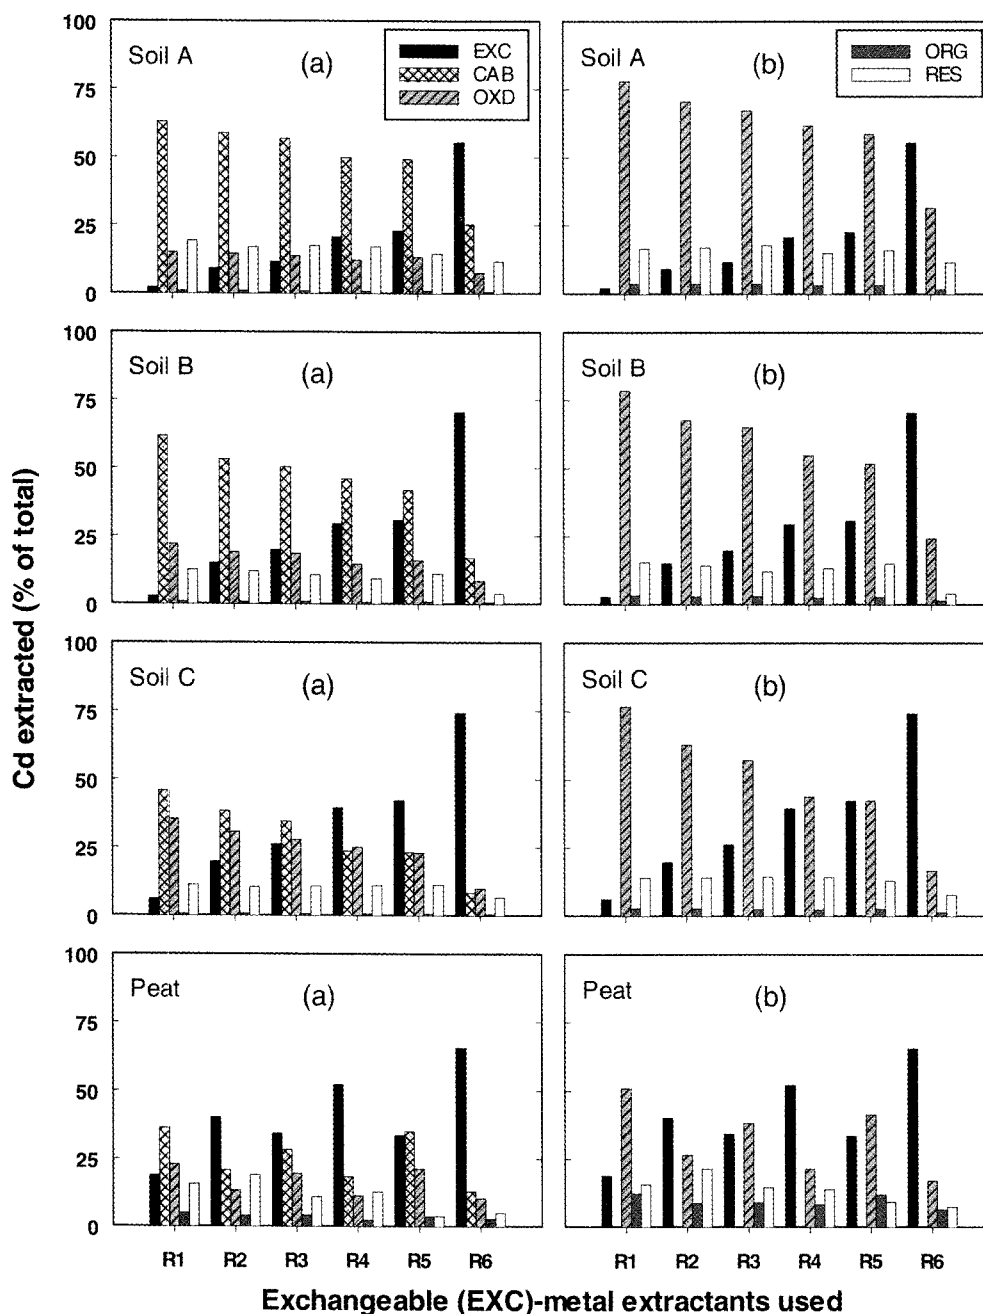 Cd extracted (% of total)
100
75
50
25
0
Soil A
(a)
EXC
CAB
OXD
Soil A
(b)
ORG
RES
100
75
50
25
0
Soil B
(a)
Soil B
(b)
100
75
50
25
0
Soil C
(a)
Soil C
(b)
100
75
50
25
0
Peat
(a)
Peat
(b)
R1 R2 R3 R4 R5 R6
R1 R2 R3 R4 R5 R6
Exchangeable (EXC)-metal extractants used